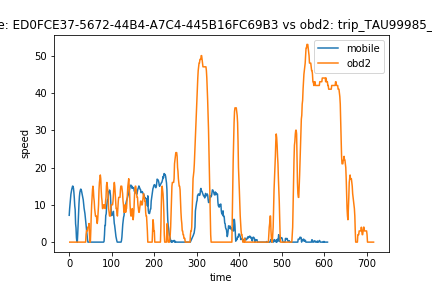 e: ED0FCE37-5672-44B4-A7C4-445B16FC69B3 vs obd2: trip_TAU99985_
mobile
obd2
50
40
30
20
10
0
speed
0 100 200 300 400 500 600 700
time